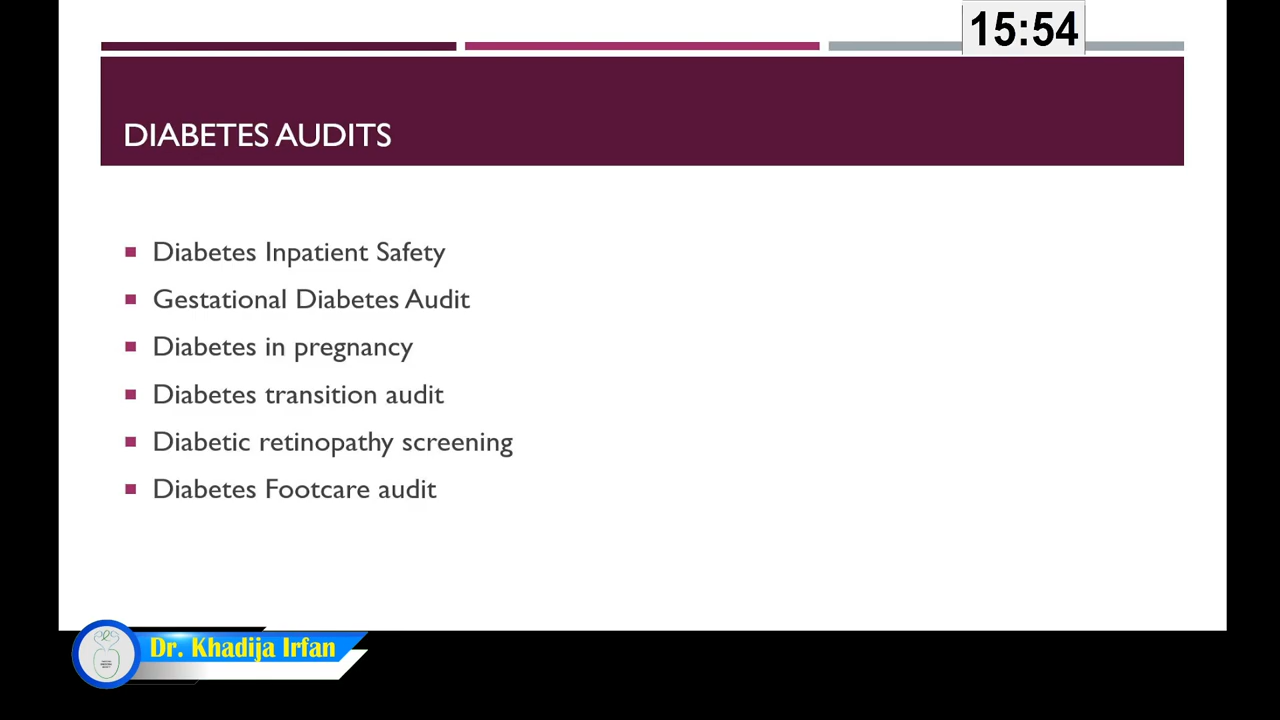 15:54
DIABETES AUDITS
Diabetes Inpatient Safety
Gestational Diabetes Audit
Diabetes in pregnancy
Diabetes transition audit
Diabetic retinopathy screening
Diabetes Footcare audit
Dr. Khadija Irfan